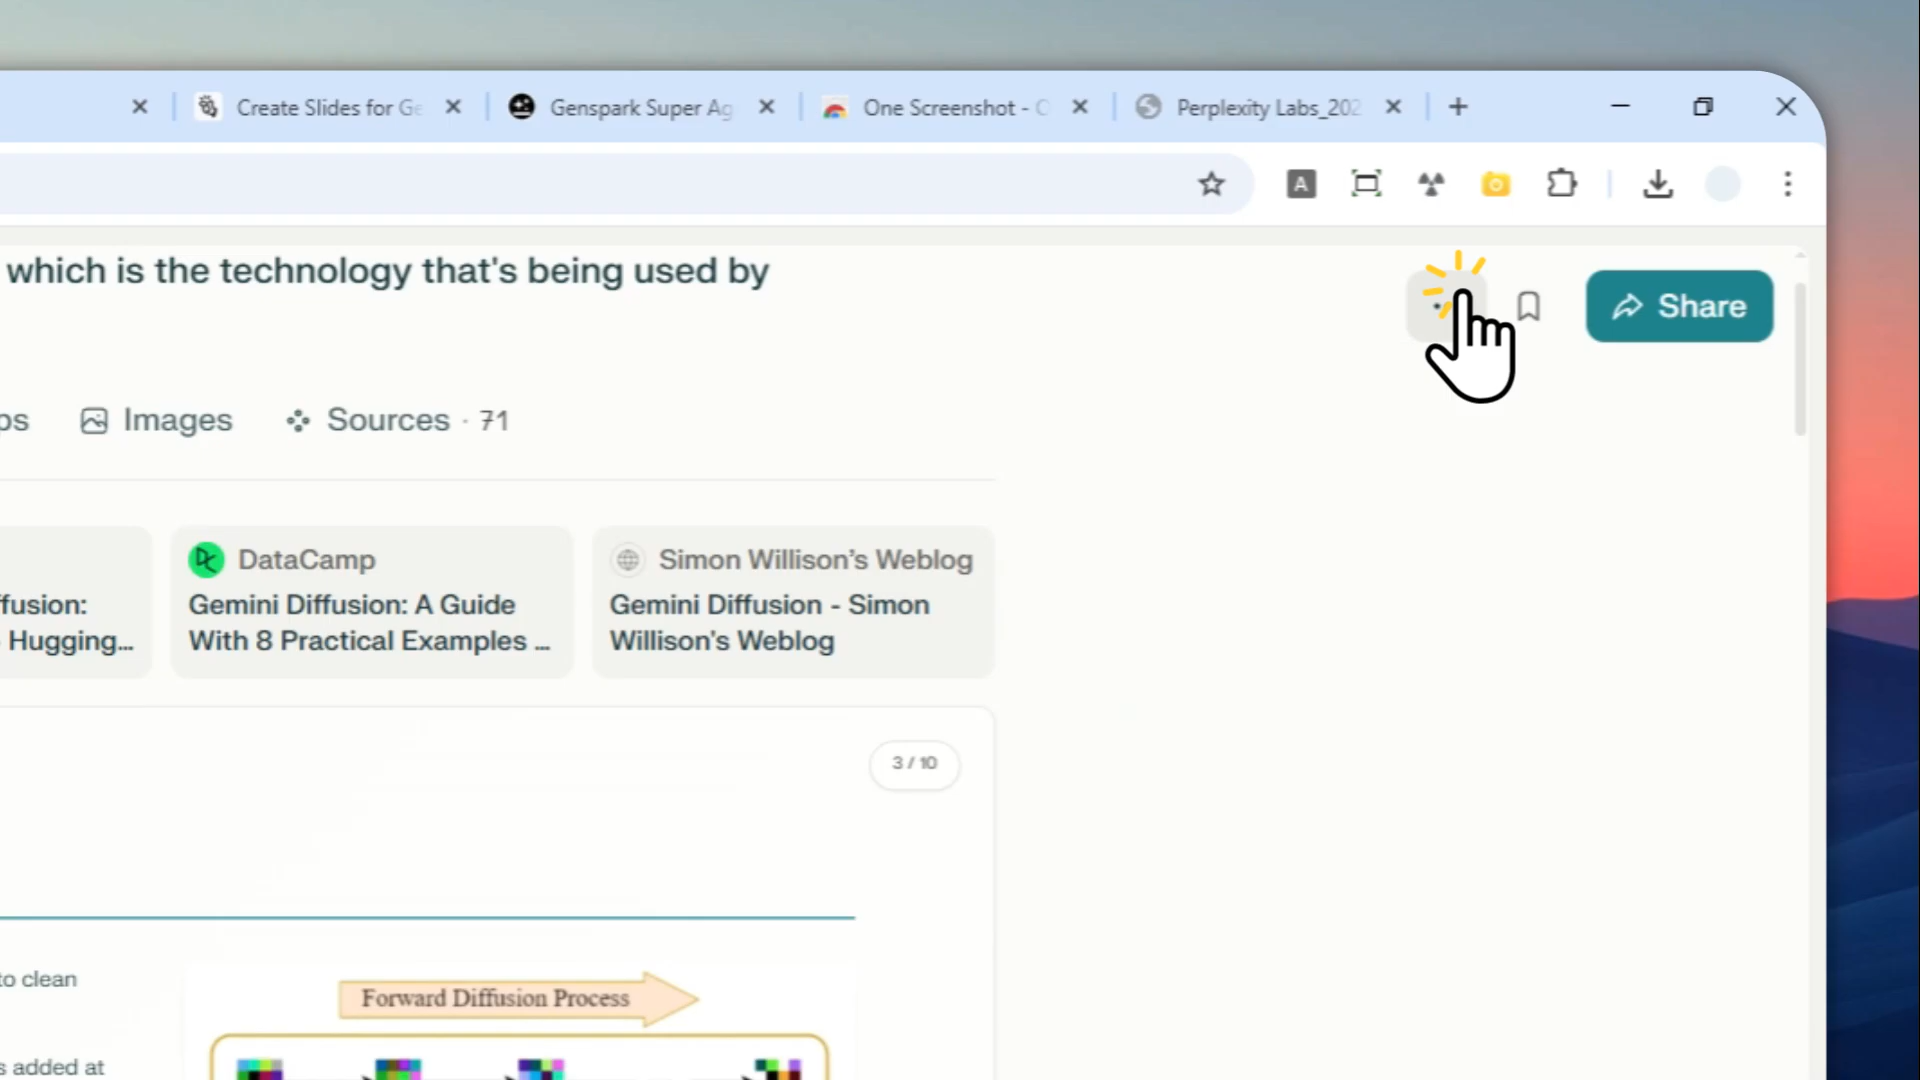 Create Slides for Ge
Genspark Super Ag
One Screenshot - C
Perplexity Labs_202
A
which is the technology that's being used by
Share
ps
Images
Sources · 71
DataCamp
Simon Willison's Weblog
ffusion:
Hugging...
Gemini Diffusion: A Guide
With 8 Practical Examples ...
Gemini Diffusion - Simon
Willison's Weblog
3 / 10
to clean
Forward Diffusion Process
s added at